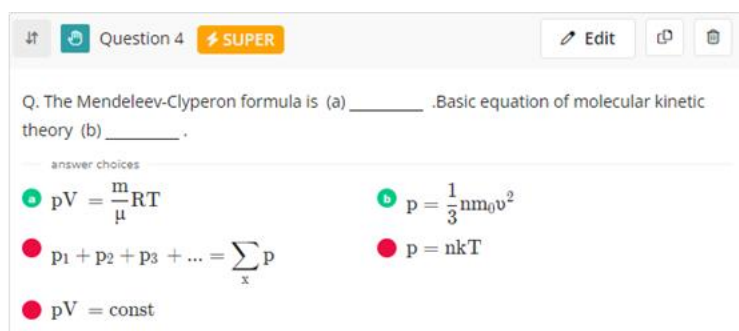 Question 4 SUPER Edit
Q. The Mendeleev-Clyperon formula is (a) _________ .Basic equation of molecular kinetic
theory (b) _________ .
answer choices
a pV = m/μ RT
b p = 1/3 nm₀υ²
p₁ + p₂ + p₃ + ... = ∑ₓ p
p = nkT
pV = const